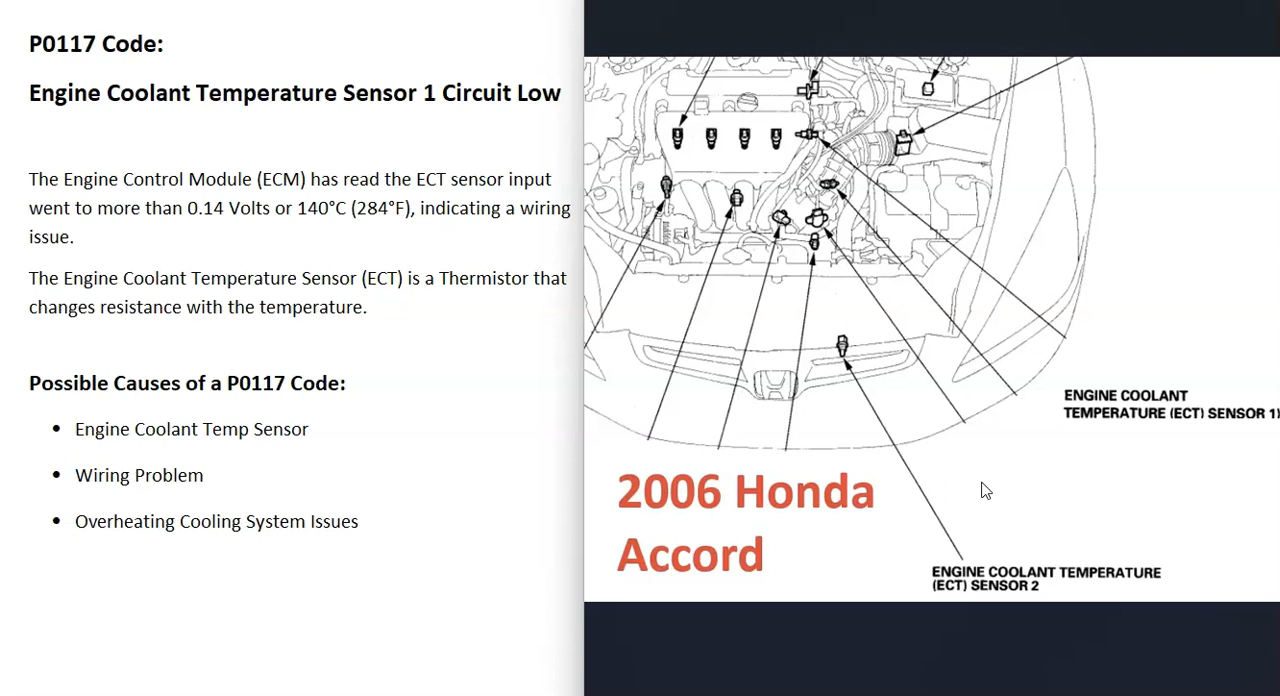 P0117 Code:
Engine Coolant Temperature Sensor 1 Circuit Low
The Engine Control Module (ECM) has read the ECT sensor input
went to more than 0.14 Volts or 140°C (284°F), indicating a wiring
issue.
The Engine Coolant Temperature Sensor (ECT) is a Thermistor that
changes resistance with the temperature.
Possible Causes of a P0117 Code:
• Engine Coolant Temp Sensor
• Wiring Problem
• Overheating Cooling System Issues
ENGINE COOLANT
TEMPERATURE (ECT) SENSOR 1)
2006 Honda
Accord
ENGINE COOLANT TEMPERATURE
(ECT) SENSOR 2